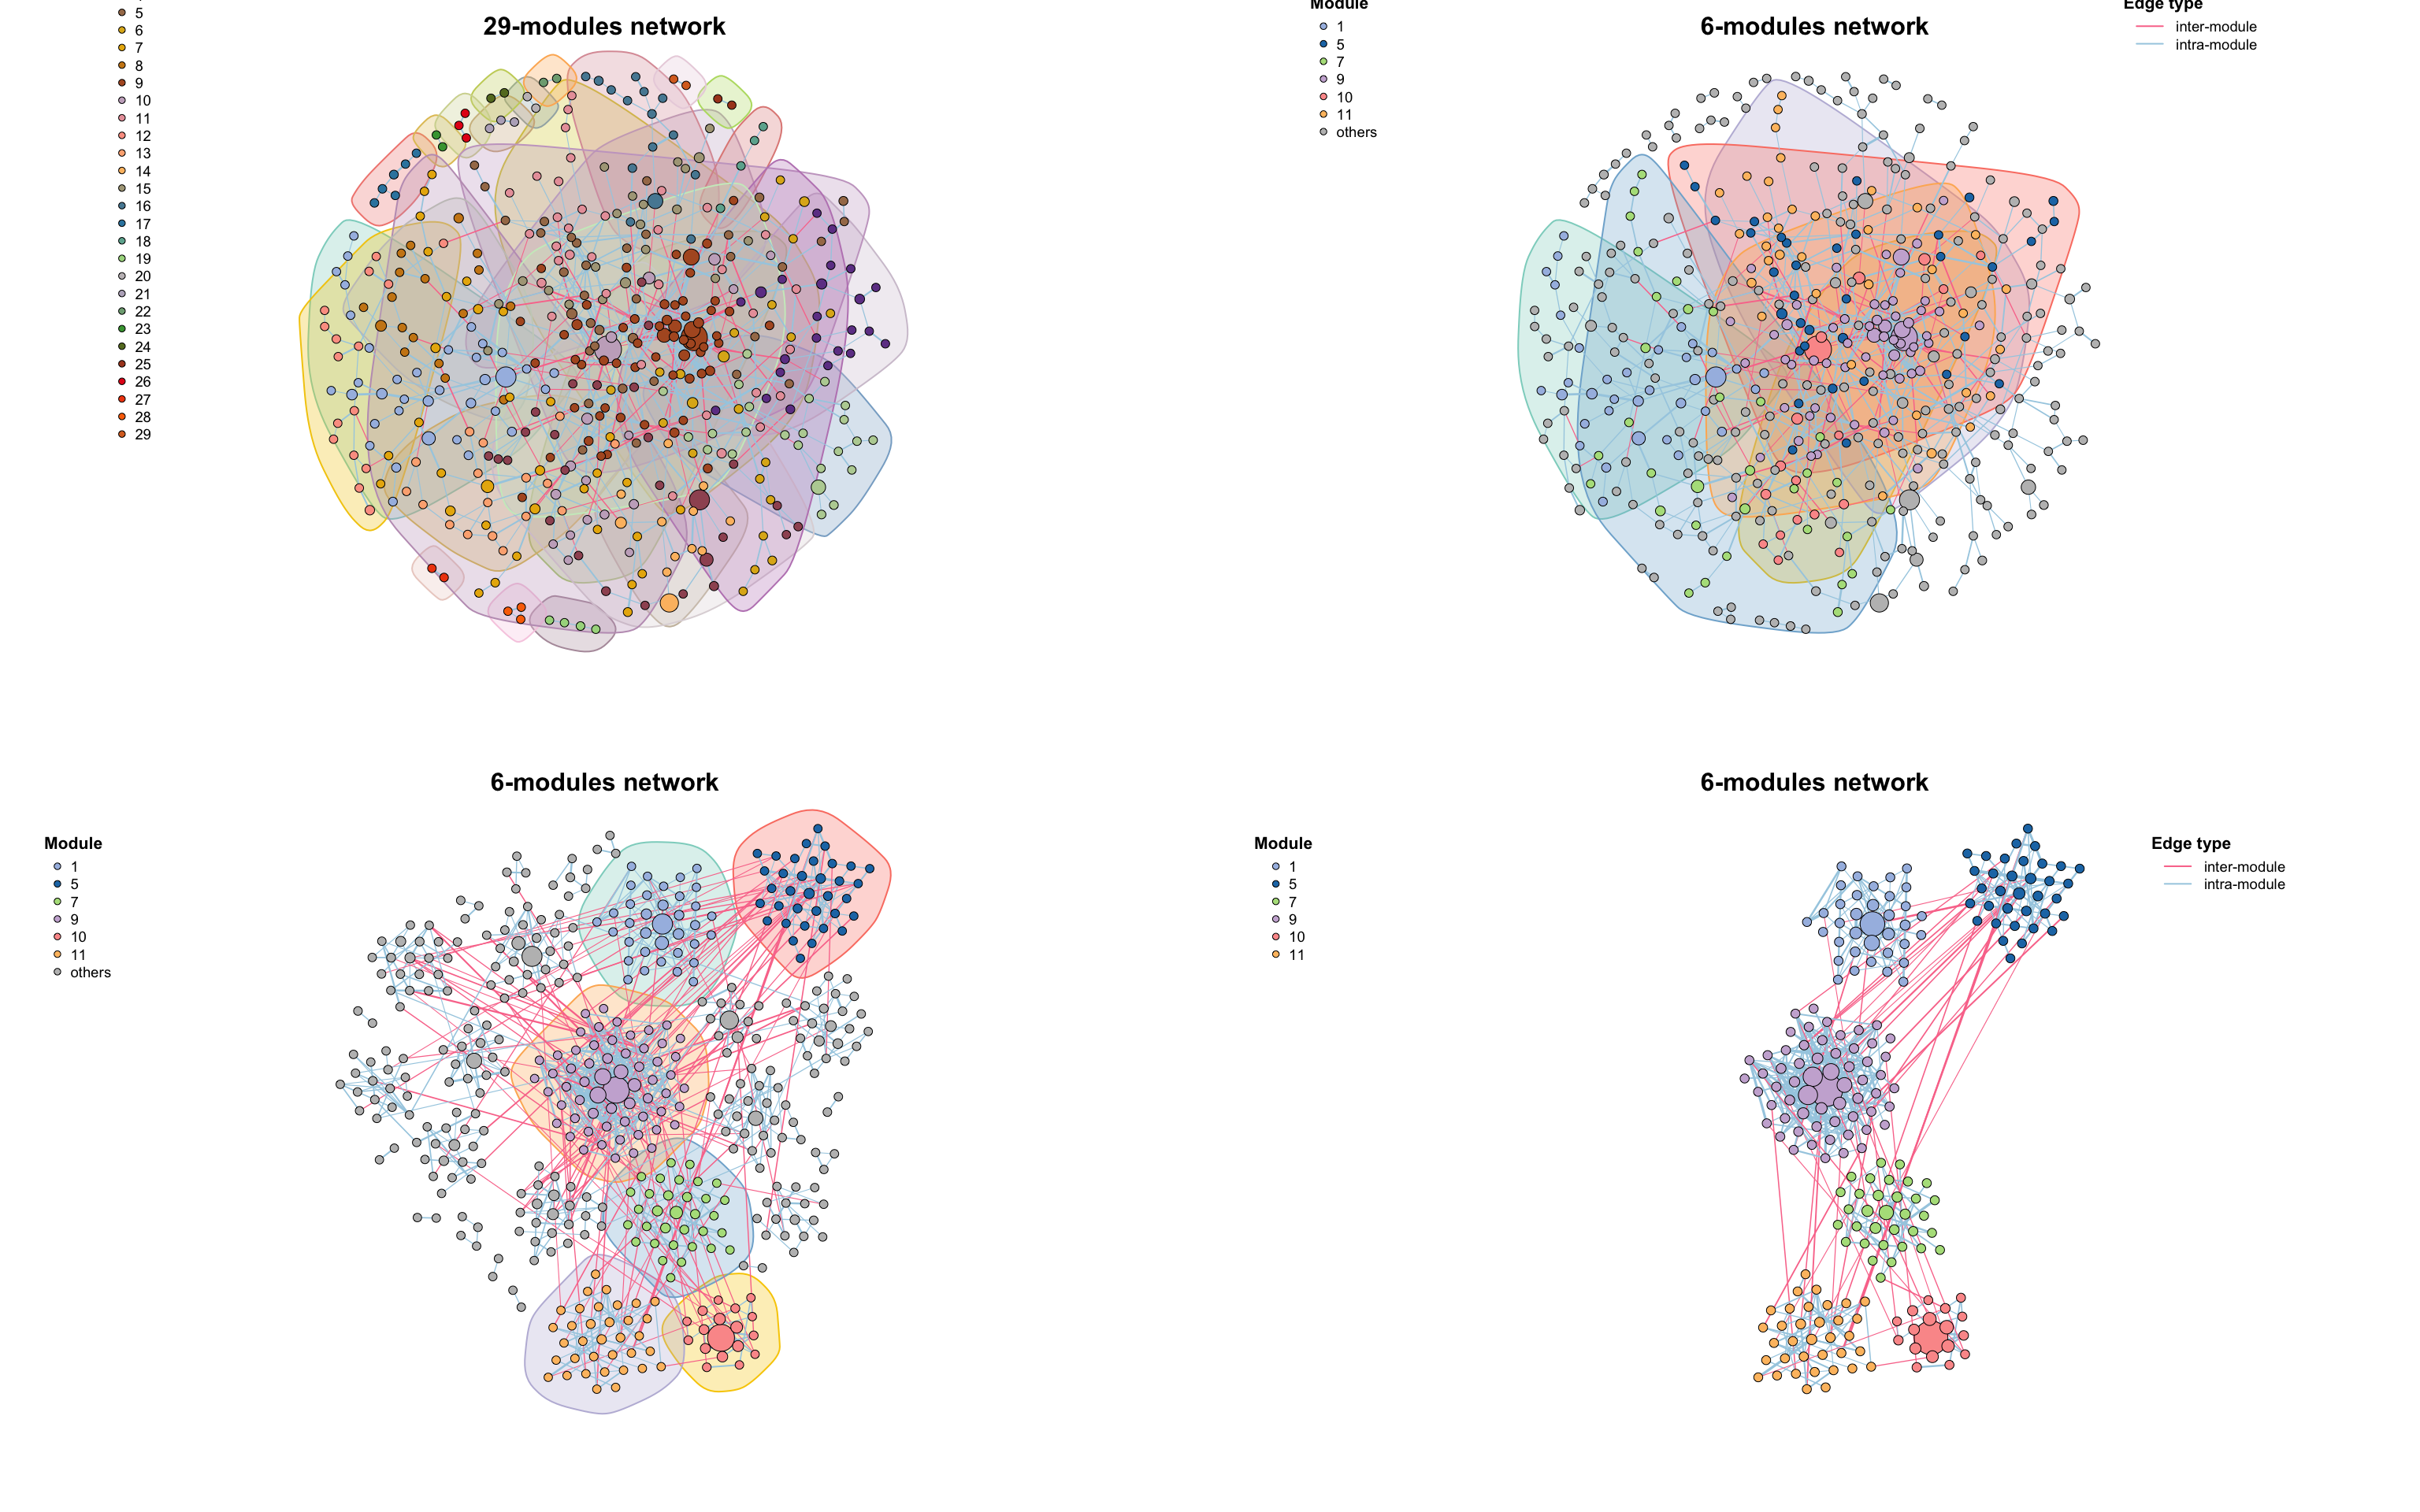 29-modules network
5
6
7
8
9
10
11
12
13
14
15
16
17
18
19
20
21
22
23
24
25
26
27
28
29
6-modules network
Module
1
5
7
9
10
11
others
Edge type
inter-module
intra-module
6-modules network
Module
1
5
7
9
10
11
others
6-modules network
Module
1
5
7
9
10
11
Edge type
inter-module
intra-module